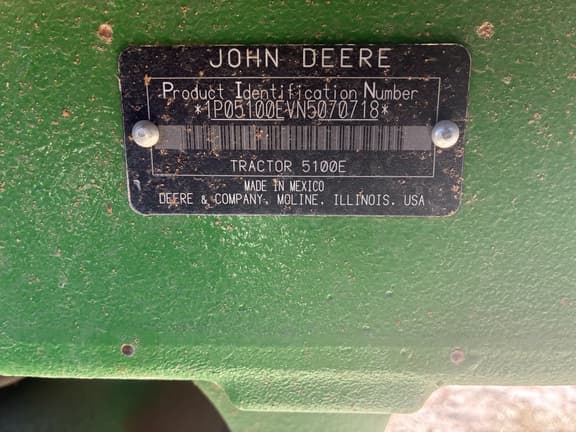 JOHN DEERE
Product Identification Number
*1P05100EVN5070718*
TRACTOR 5100E
MADE IN MEXICO
DEERE & COMPANY, MOLINE, ILLINOIS, USA